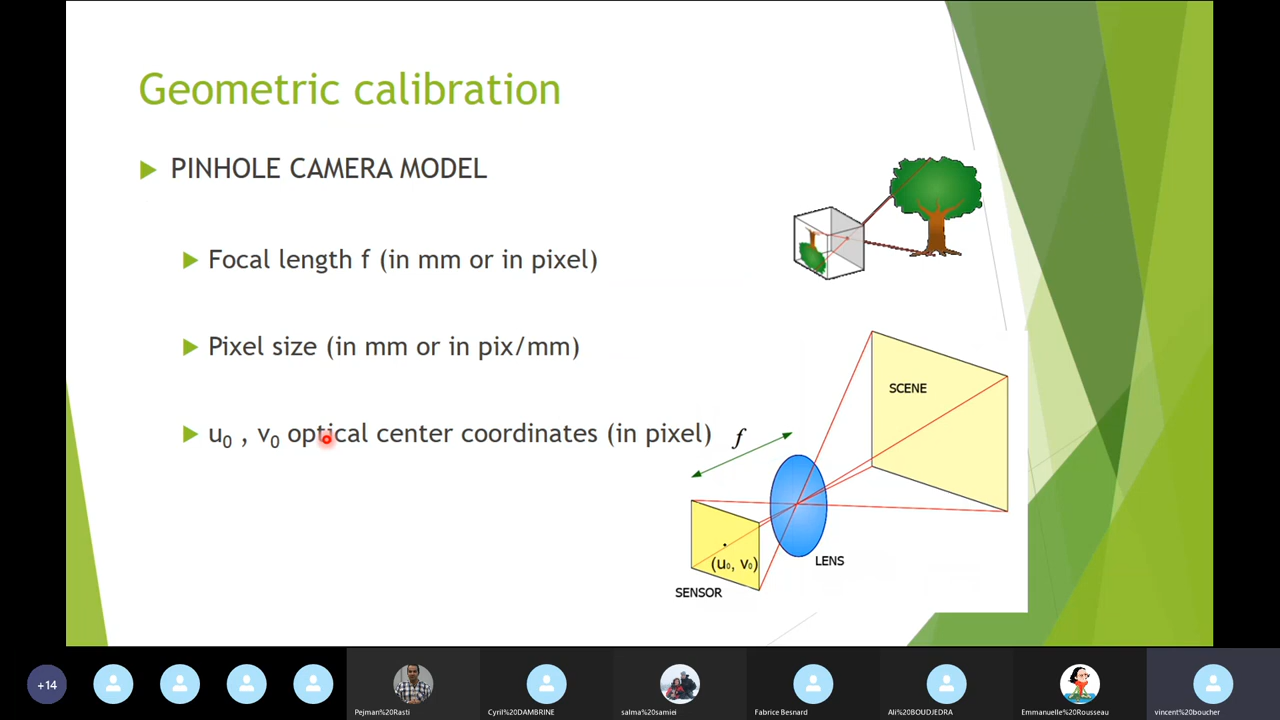 Geometric calibration
PINHOLE CAMERA MODEL
Focal length f (in mm or in pixel)
Pixel size (in mm or in pix/mm)
u₀ , v₀ optical center coordinates (in pixel)
f
SCENE
LENS
(u₀, v₀)
SENSOR
+14
Pejman%20Rasti
Cyril%20DAMBRINE
salma%20samiei
Fabrice Besnard
Ali%20BOUDJEDRA
Emmanuelle%20Rousseau
vincent%20boucher